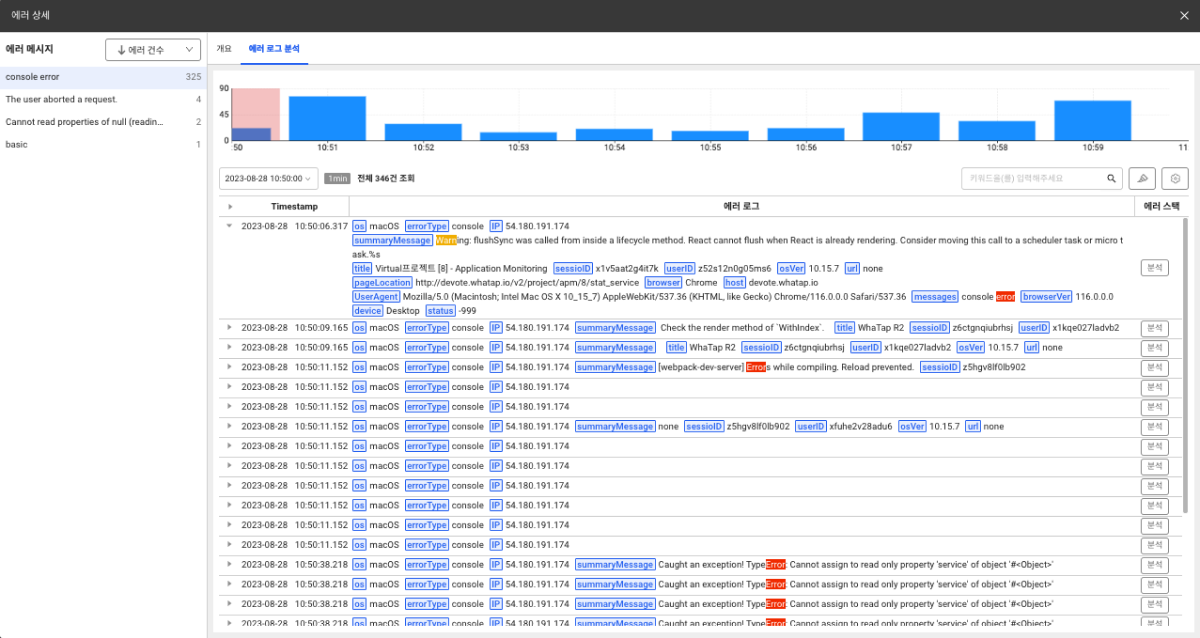 에러 상세
에러 메시지
에러 건수
console error 325
The user aborted a request. 4
Cannot read properties of null (readin... 2
basic 1
개요 에러 로그 분석
90
45
0
:50 10:51 10:52 10:53 10:54 10:55 10:56 10:57 10:58 10:59 11
2023-08-28 10:50:00 1min 전체 346건 조회 키워드을(를) 입력해주세요
Timestamp 에러 로그 에러 스택
2023-08-28 10:50:06.317 os macOS errorType console IP 54.180.191.174
summaryMessage Warning: flushSync was called from inside a lifecycle method. React cannot flush when React is already rendering. Consider moving this call to a scheduler task or micro t
ask.%s
title Virtual프로젝트 [8] - Application Monitoring sessioID x1v5aat2g4it7k userID z52s12n0g05ms6 osVer 10.15.7 url none 분석
pageLocation http://devote.whatap.io/v2/project/apm/8/stat_service browser Chrome host devote.whatap.io
UserAgent Mozilla/5.0 (Macintosh; Intel Mac OS X 10_15_7) AppleWebKit/537.36 (KHTML, like Gecko) Chrome/116.0.0.0 Safari/537.36 messages console error browserVer 116.0.0.0
device Desktop status -999
2023-08-28 10:50:09.165 os macOS errorType console IP 54.180.191.174 summaryMessage Check the render method of `WithIndex`. title WhaTap R2 sessioID z6ctgnqiubrhsj userID x1kqe027ladvb2 분석
2023-08-28 10:50:09.165 os macOS errorType console IP 54.180.191.174 summaryMessage title WhaTap R2 sessioID z6ctgnqiubrhsj userID x1kqe027ladvb2 osVer 10.15.7 url none 분석
2023-08-28 10:50:11.152 os macOS errorType console IP 54.180.191.174 summaryMessage [webpack-dev-server] Errors while compiling. Reload prevented. sessioID z5hgv8lf0lb902 분석
2023-08-28 10:50:11.152 os macOS errorType console IP 54.180.191.174 분석
2023-08-28 10:50:11.152 os macOS errorType console IP 54.180.191.174 분석
2023-08-28 10:50:11.152 os macOS errorType console IP 54.180.191.174 summaryMessage none sessioID z5hgv8lf0lb902 userID xfuhe2v28adu6 osVer 10.15.7 url none 분석
2023-08-28 10:50:11.152 os macOS errorType console IP 54.180.191.174 분석
2023-08-28 10:50:11.152 os macOS errorType console IP 54.180.191.174 분석
2023-08-28 10:50:11.152 os macOS errorType console IP 54.180.191.174 분석
2023-08-28 10:50:11.152 os macOS errorType console IP 54.180.191.174 분석
2023-08-28 10:50:11.152 os macOS errorType console IP 54.180.191.174 분석
2023-08-28 10:50:11.152 os macOS errorType console IP 54.180.191.174 분석
2023-08-28 10:50:38.218 os macOS errorType console IP 54.180.191.174 summaryMessage Caught an exception! TypeError: Cannot assign to read only property 'service' of object '#<Object>' 분석
2023-08-28 10:50:38.218 os macOS errorType console IP 54.180.191.174 summaryMessage Caught an exception! TypeError: Cannot assign to read only property 'service' of object '#<Object>' 분석
2023-08-28 10:50:38.218 os macOS errorType console IP 54.180.191.174 summaryMessage Caught an exception! TypeError: Cannot assign to read only property 'service' of object '#<Object>' 분석
2023-08-28 10:50:38.218 os macOS errorType console IP 54.180.191.174 summaryMessage Caught an exception! TypeError: Cannot assign to read only property 'service' of object '#<Object>' 분석